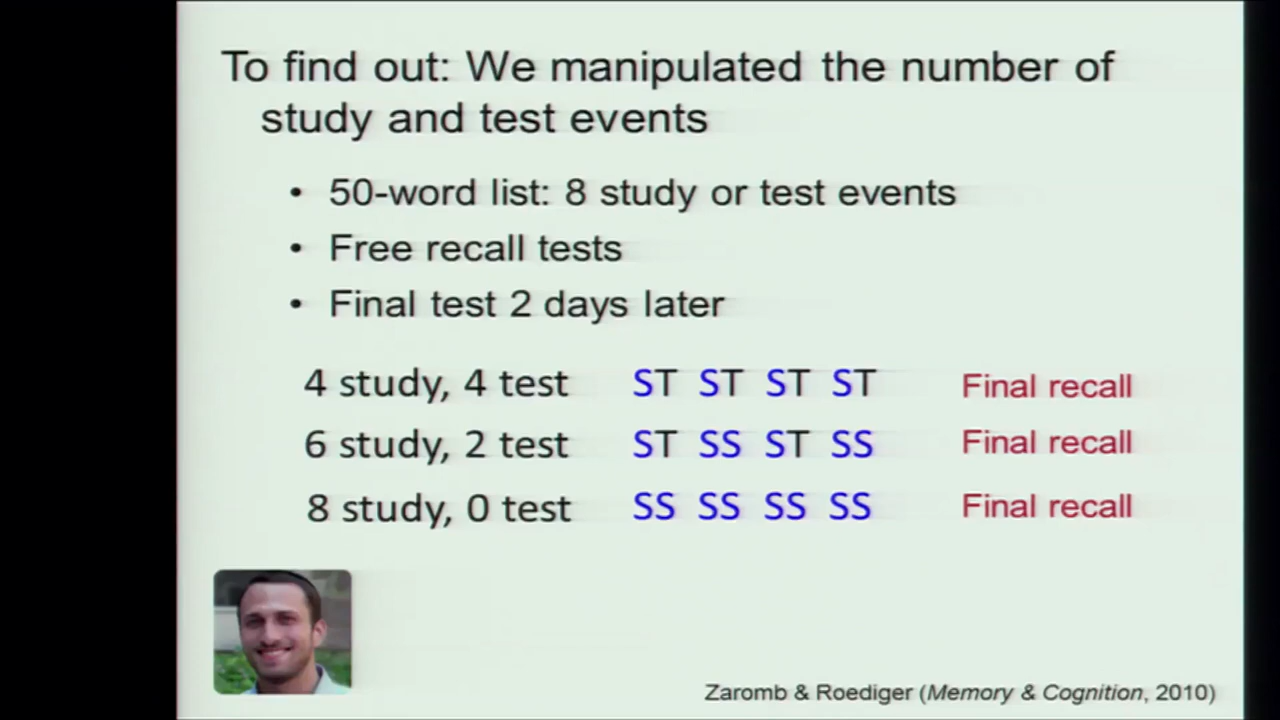 To find out: We manipulated the number of
study and test events
• 50-word list: 8 study or test events
• Free recall tests
• Final test 2 days later
4 study, 4 test ST ST ST ST Final recall
6 study, 2 test ST SS ST SS Final recall
8 study, 0 test SS SS SS SS Final recall
Zaromb & Roediger (Memory & Cognition, 2010)